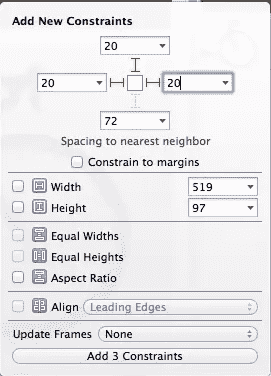 Add New Constraints
20
20 20
72
Spacing to nearest neighbor
Constrain to margins
Width 519
Height 97
Equal Widths
Equal Heights
Aspect Ratio
Align Leading Edges
Update Frames None
Add 3 Constraints